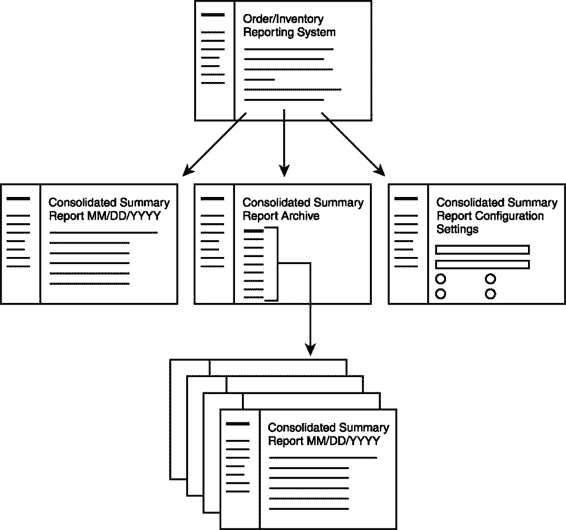 Order/Inventory
Reporting System
Consolidated Summary
Report MM/DD/YYYY
Consolidated Summary
Report Archive
Consolidated Summary
Report Configuration
Settings
Consolidated Summary
Report MM/DD/YYYY